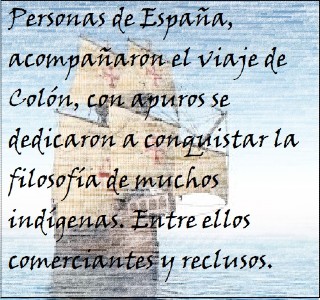 Personas de España,
acompañaron el viaje de
Colón, con apuros se
dedicaron a conquistar la
filosofía de muchos
indígenas. Entre ellos
comerciantes y reclusos.